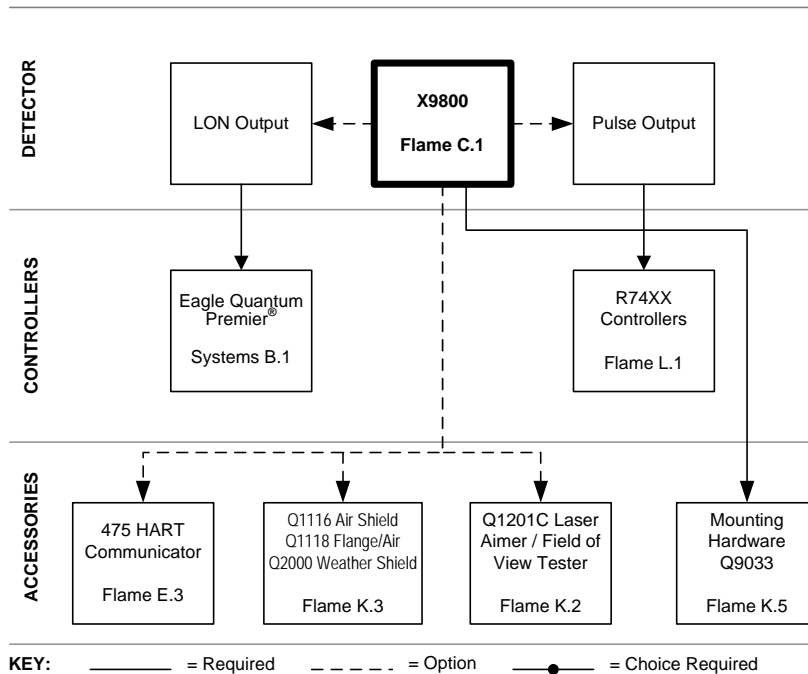 DETECTOR
LON Output
X9800
Flame C.1
Pulse Output
CONTROLLERS
Eagle Quantum
Premier®
Systems B.1
R74XX
Controllers
Flame L.1
ACCESSORIES
475 HART
Communicator
Flame E.3
Q1116 Air Shield
Q1118 Flange/Air
Q2000 Weather Shield
Flame K.3
Q1201C Laser
Aimer / Field of
View Tester
Flame K.2
Mounting
Hardware
Q9033
Flame K.5
KEY: = Required = Option = Choice Required